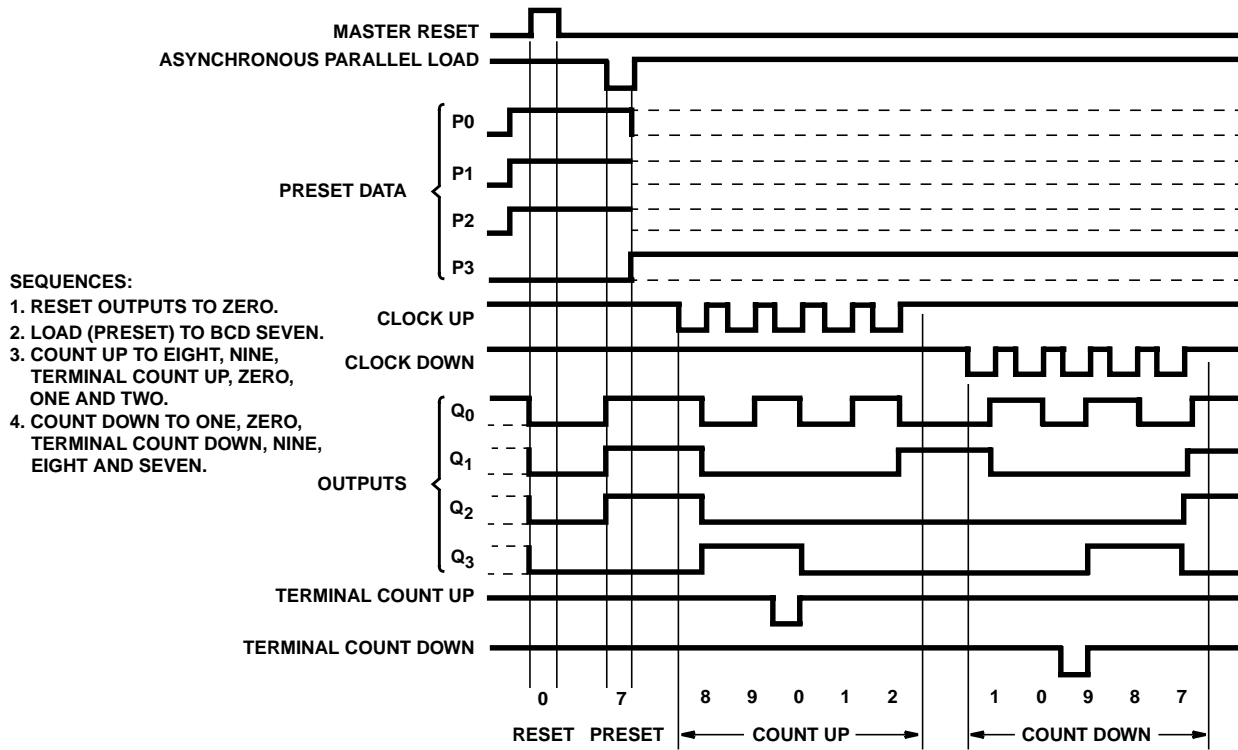 MASTER RESET
ASYNCHRONOUS PARALLEL LOAD
P0
P1
PRESET DATA
P2
P3
SEQUENCES:
1. RESET OUTPUTS TO ZERO.
2. LOAD (PRESET) TO BCD SEVEN.
3. COUNT UP TO EIGHT, NINE,
TERMINAL COUNT UP, ZERO,
ONE AND TWO.
4. COUNT DOWN TO ONE, ZERO,
TERMINAL COUNT DOWN, NINE,
EIGHT AND SEVEN.
CLOCK UP
CLOCK DOWN
Q0
Q1
OUTPUTS
Q2
Q3
TERMINAL COUNT UP
TERMINAL COUNT DOWN
0 7 8 9 0 1 2 1 0 9 8 7
RESET PRESET COUNT UP COUNT DOWN